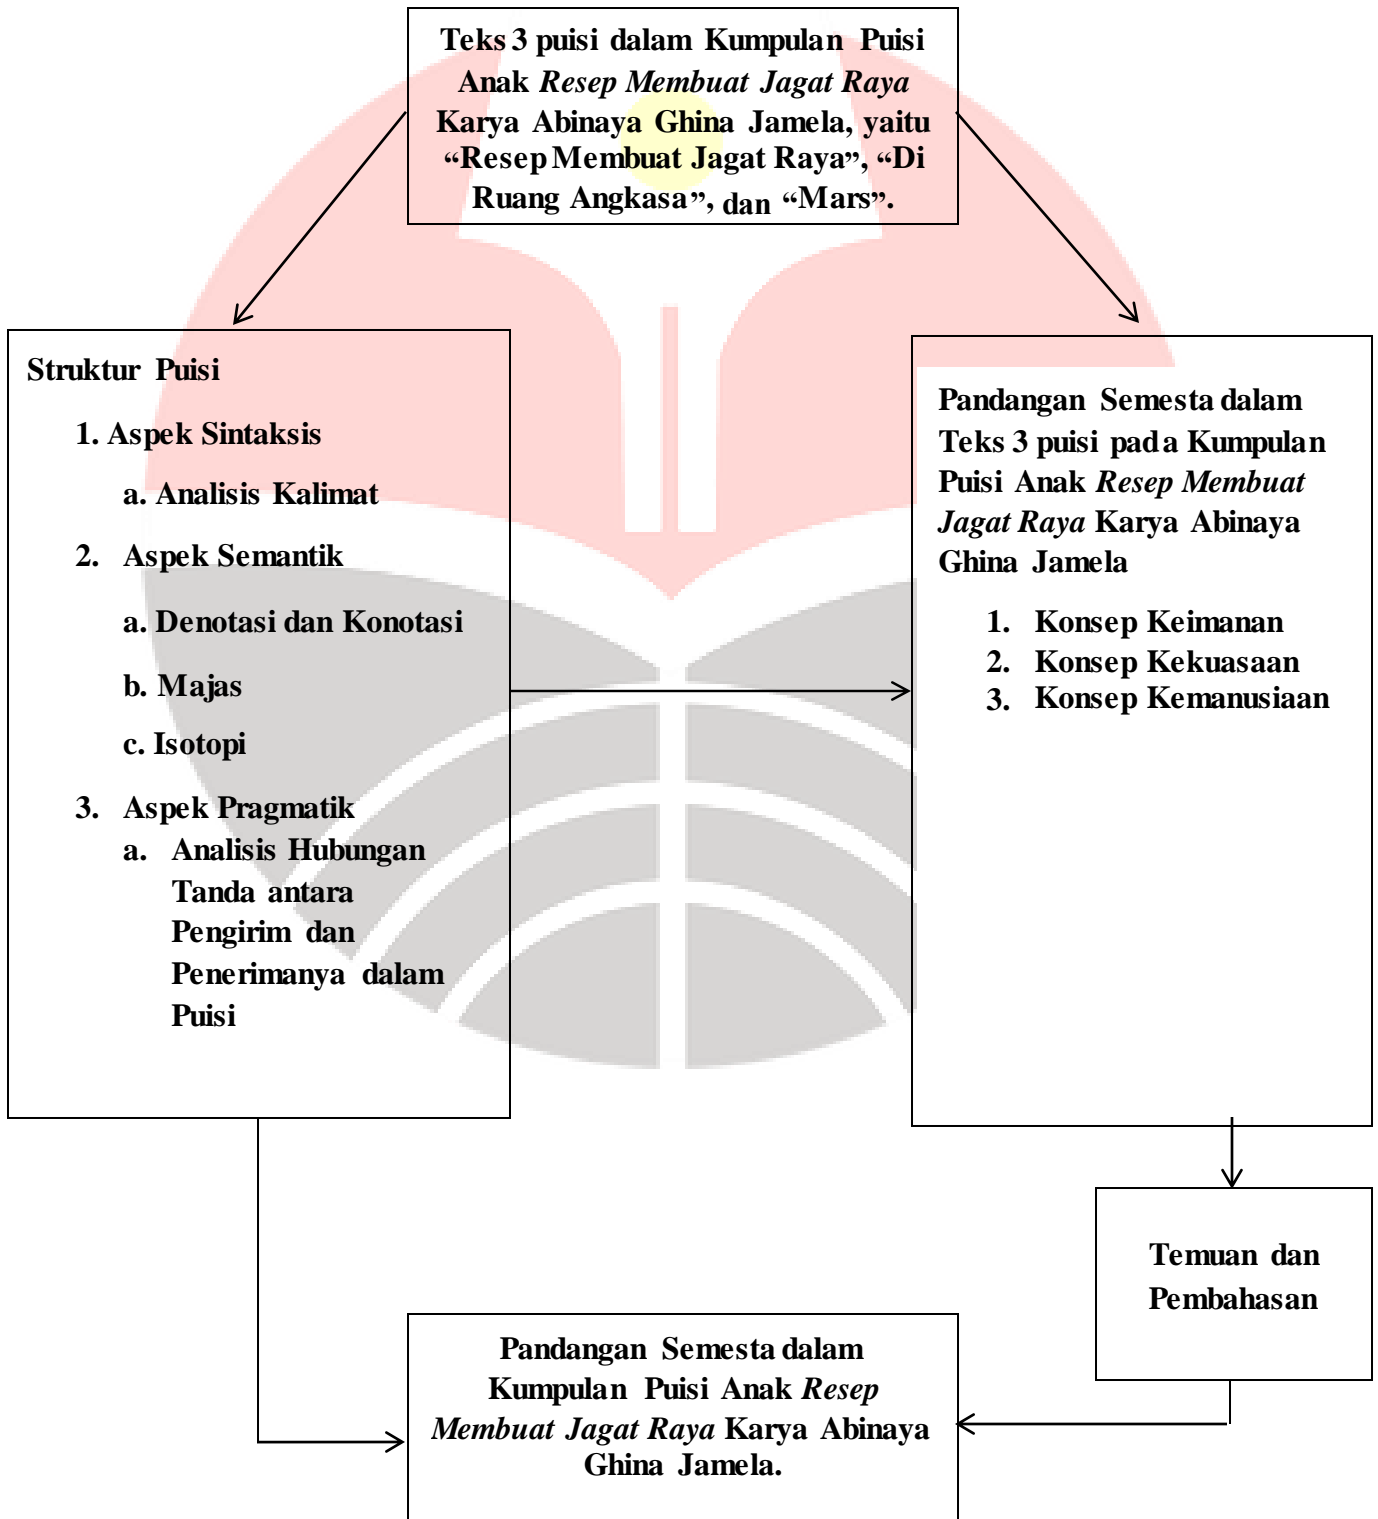 Teks 3 puisi dalam Kumpulan Puisi
Anak Resep Membuat Jagat Raya
Karya Abinaya Ghina Jamela, yaitu
“Resep Membuat Jagat Raya”, “Di
Ruang Angkasa”, dan “Mars”.
Struktur Puisi
1. Aspek Sintaksis
a. Analisis Kalimat
2. Aspek Semantik
a. Denotasi dan Konotasi
b. Majas
c. Isotopi
3. Aspek Pragmatik
a. Analisis Hubungan
Tanda antara
Pengirim dan
Penerimanya dalam
Puisi
Pandangan Semesta dalam
Teks 3 puisi pada Kumpulan
Puisi Anak Resep Membuat
Jagat Raya Karya Abinaya
Ghina Jamela
1. Konsep Keimanan
2. Konsep Kekuasaan
3. Konsep Kemanusiaan
Temuan dan
Pembahasan
Pandangan Semesta dalam
Kumpulan Puisi Anak Resep
Membuat Jagat Raya Karya Abinaya
Ghina Jamela.